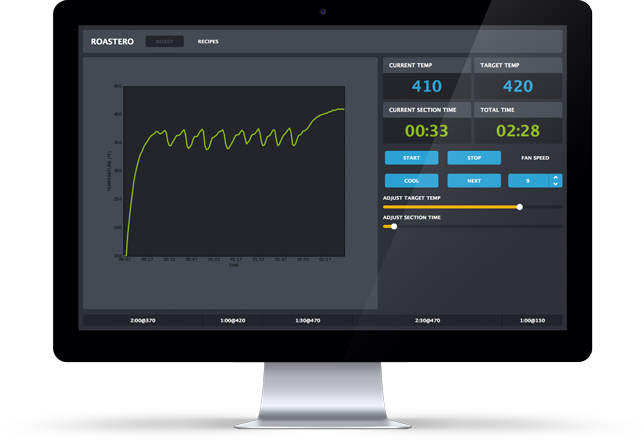 ROASTERO ROAST RECIPES
CURRENT TEMP TARGET TEMP
410 420
CURRENT SECTION TIME TOTAL TIME
00:33 02:28
START STOP FAN SPEED
COOL NEXT 9
ADJUST TARGET TEMP
ADJUST SECTION TIME
TEMPERATURE (°F)
450
400
350
300
250
00:02 00:17 00:32 01:02 01:17 01:32 01:47 02:02 02:17
TIME
2:00@370 1:00@420 1:30@470 2:30@470 1:00@150